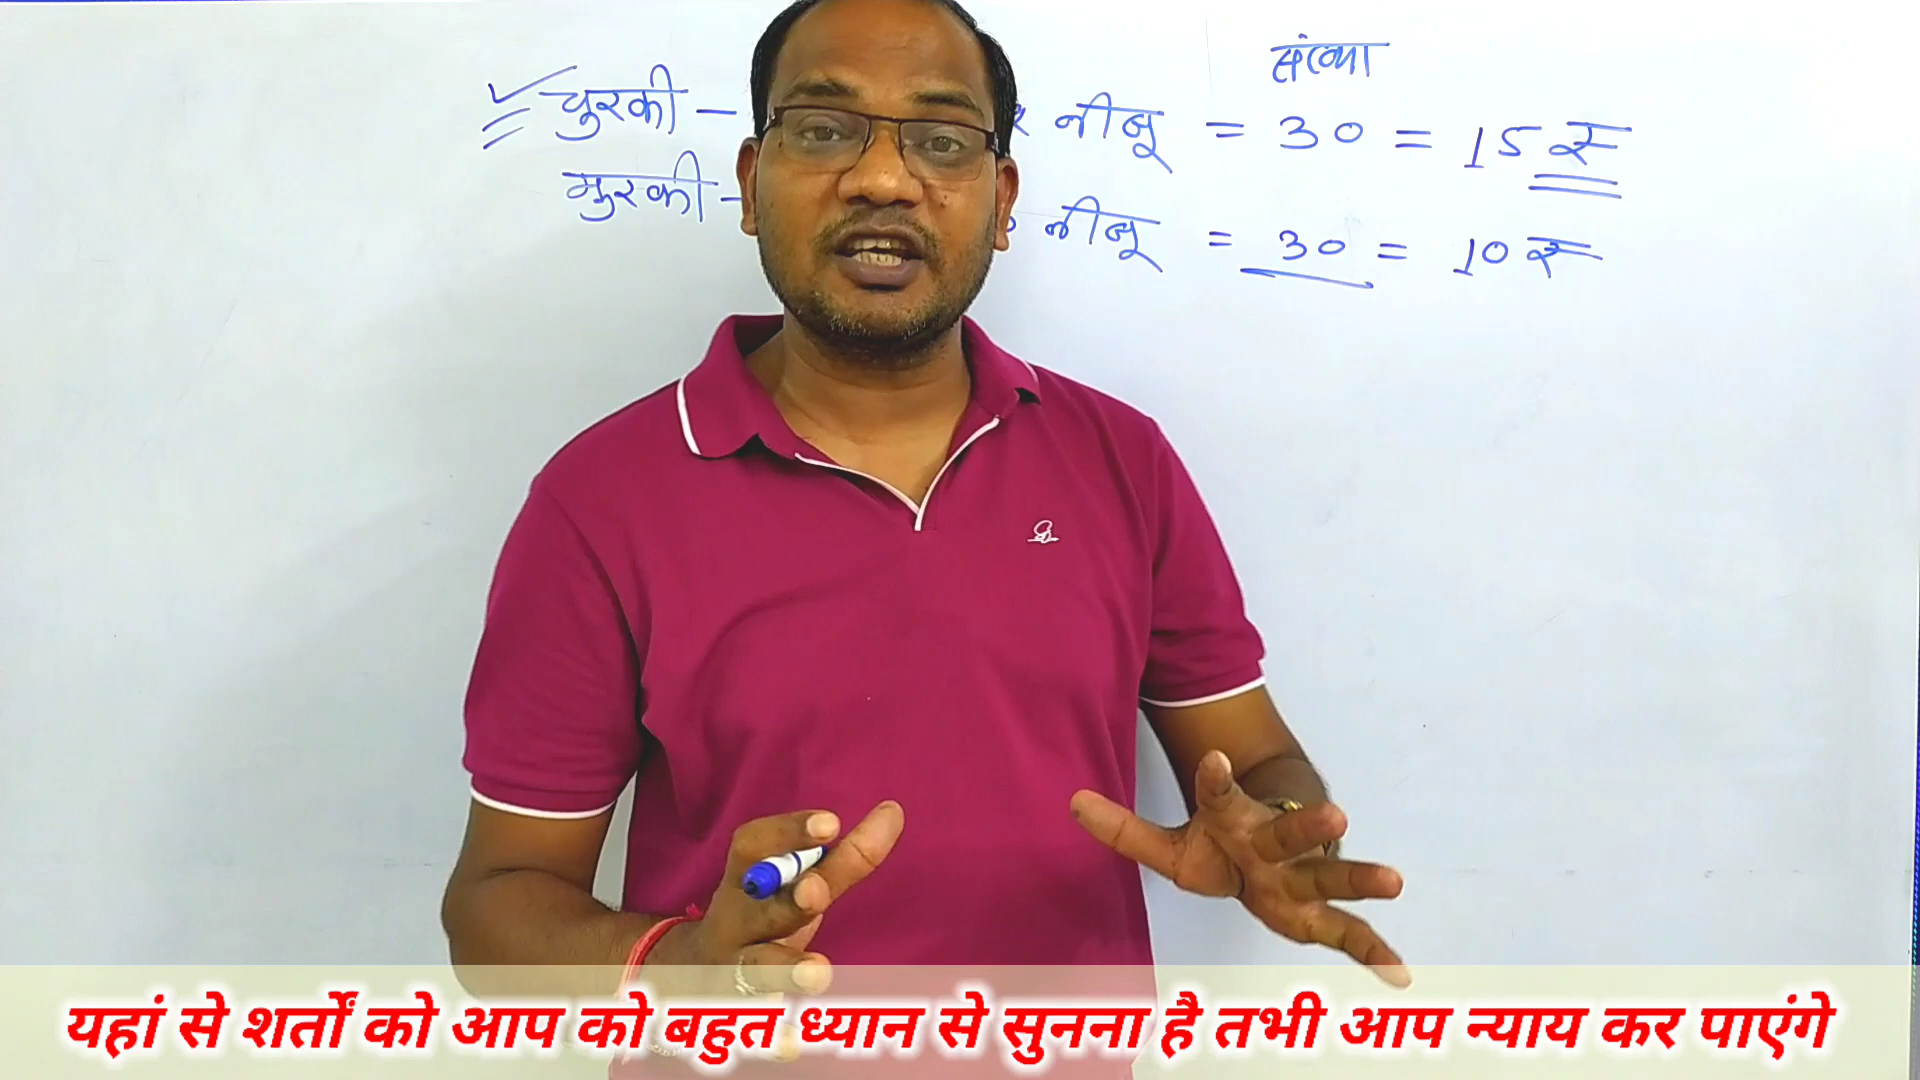 संख्या
चुरकी - नीबू = 30 = 15 रु
मुरकी - नीबू = 30 = 10 रु
यहां से शर्तों को आप को बहुत ध्यान से सुनना है तभी आप न्याय कर पाएंगे